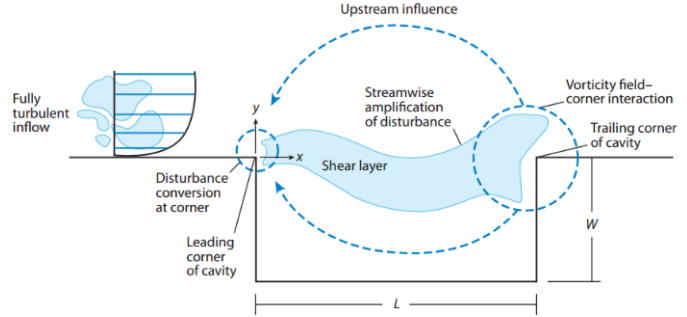 Upstream influence
Fully
turbulent
inflow
y
x
Streamwise
amplification
of disturbance
Vorticity field–
corner interaction
Trailing corner
of cavity
Shear layer
Disturbance
conversion
at corner
Leading
corner
of cavity
W
L